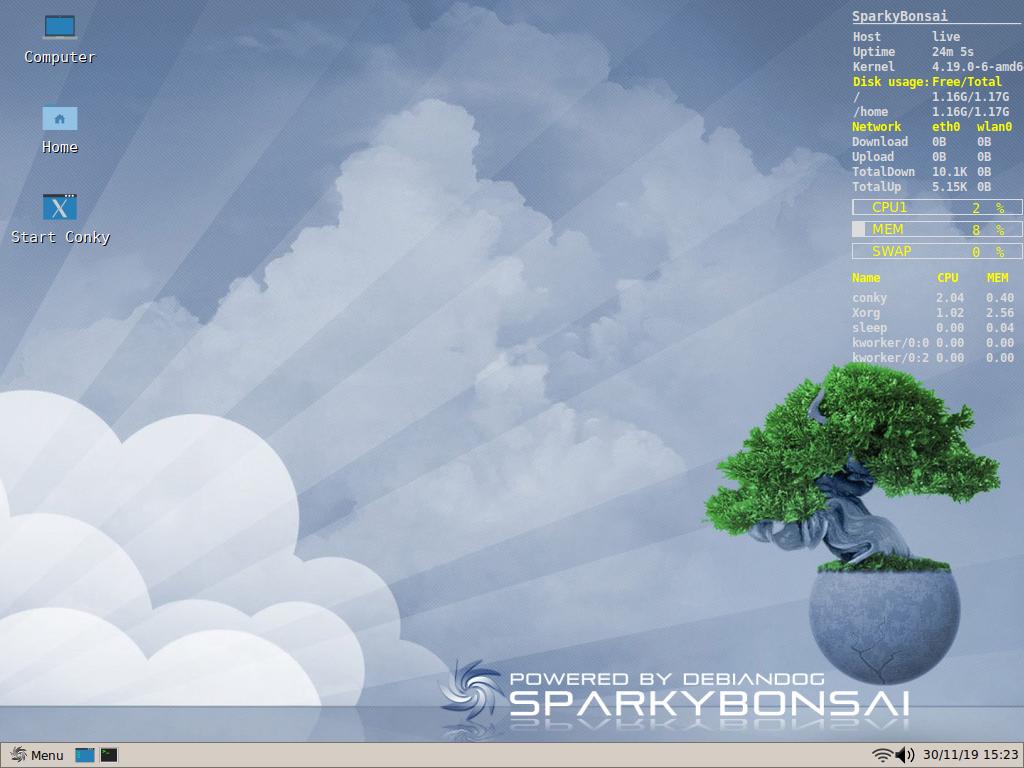 Computer
Home
Start Conky
SparkyBonsai
Host live
Uptime 24m 5s
Kernel 4.19.0-6-amd6
Disk usage: Free/Total
/ 1.16G/1.17G
/home 1.16G/1.17G
Network eth0 wlan0
Download 0B 0B
Upload 0B 0B
TotalDown 10.1K 0B
TotalUp 5.15K 0B
CPU1 2 %
MEM 8 %
SWAP 0 %
Name CPU MEM
conky 2.04 0.40
Xorg 1.02 2.56
sleep 0.00 0.04
kworker/0:0 0.00 0.00
kworker/0:2 0.00 0.00
POWERED BY DEBIANDOG
SPARKYBONSAI
Menu 30/11/19 15:23